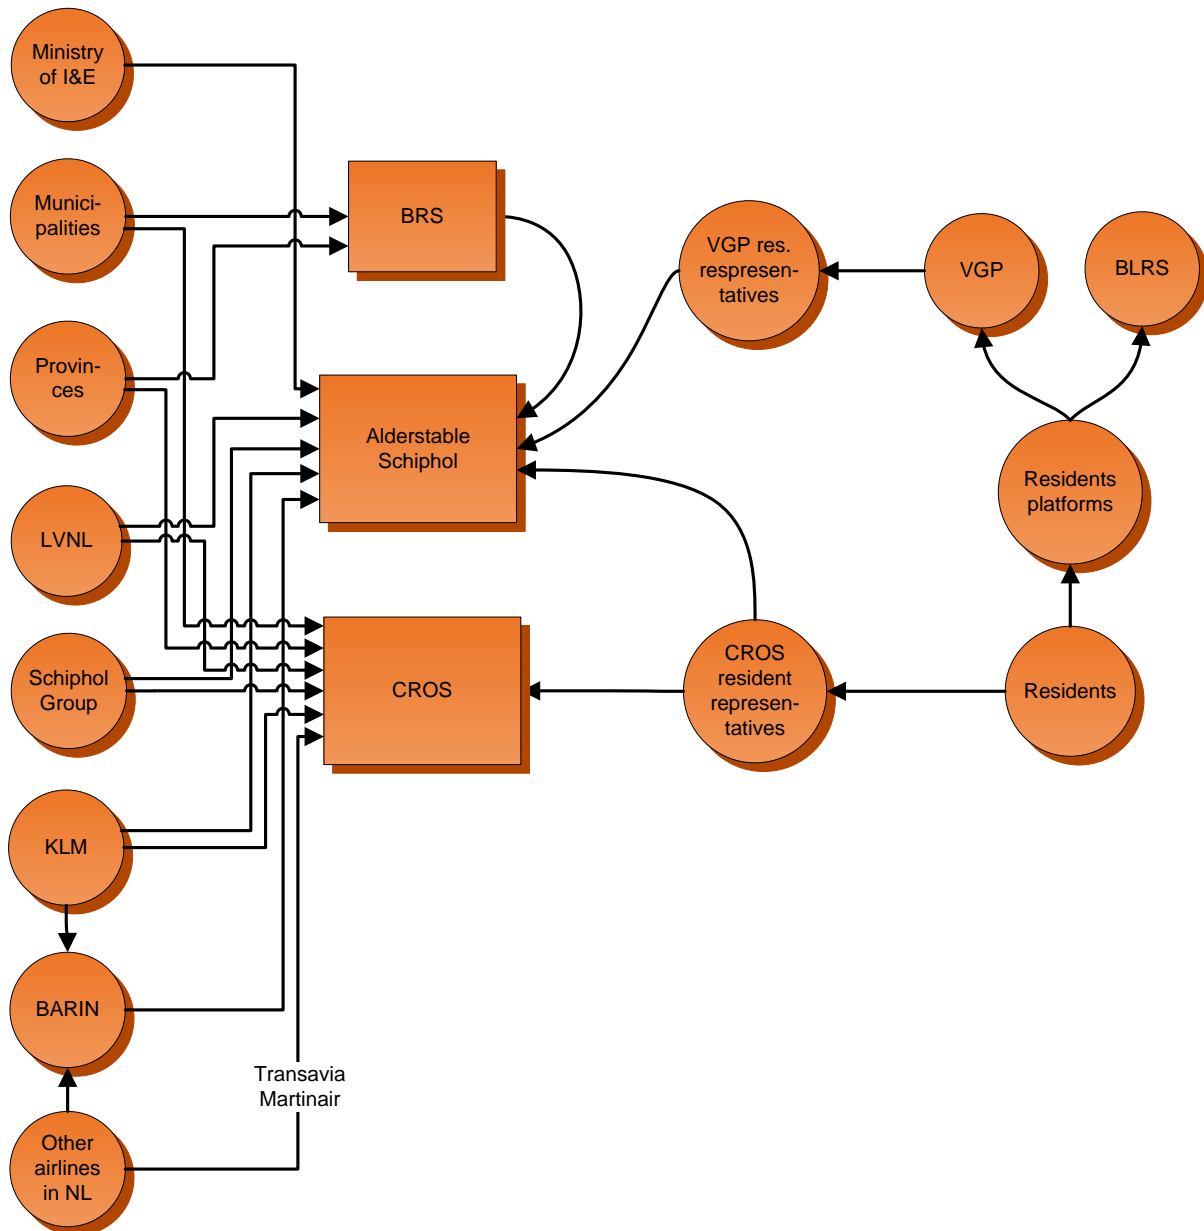 Ministry
of I&E
Munici-
palities
BRS
VGP res.
respresen-
tatives
VGP
BLRS
Provin-
ces
Alderstable
Schiphol
Residents
platforms
LVNL
Schiphol
Group
CROS
CROS
resident
represen-
tatives
Residents
KLM
BARIN
Transavia
Martinair
Other
airlines
in NL